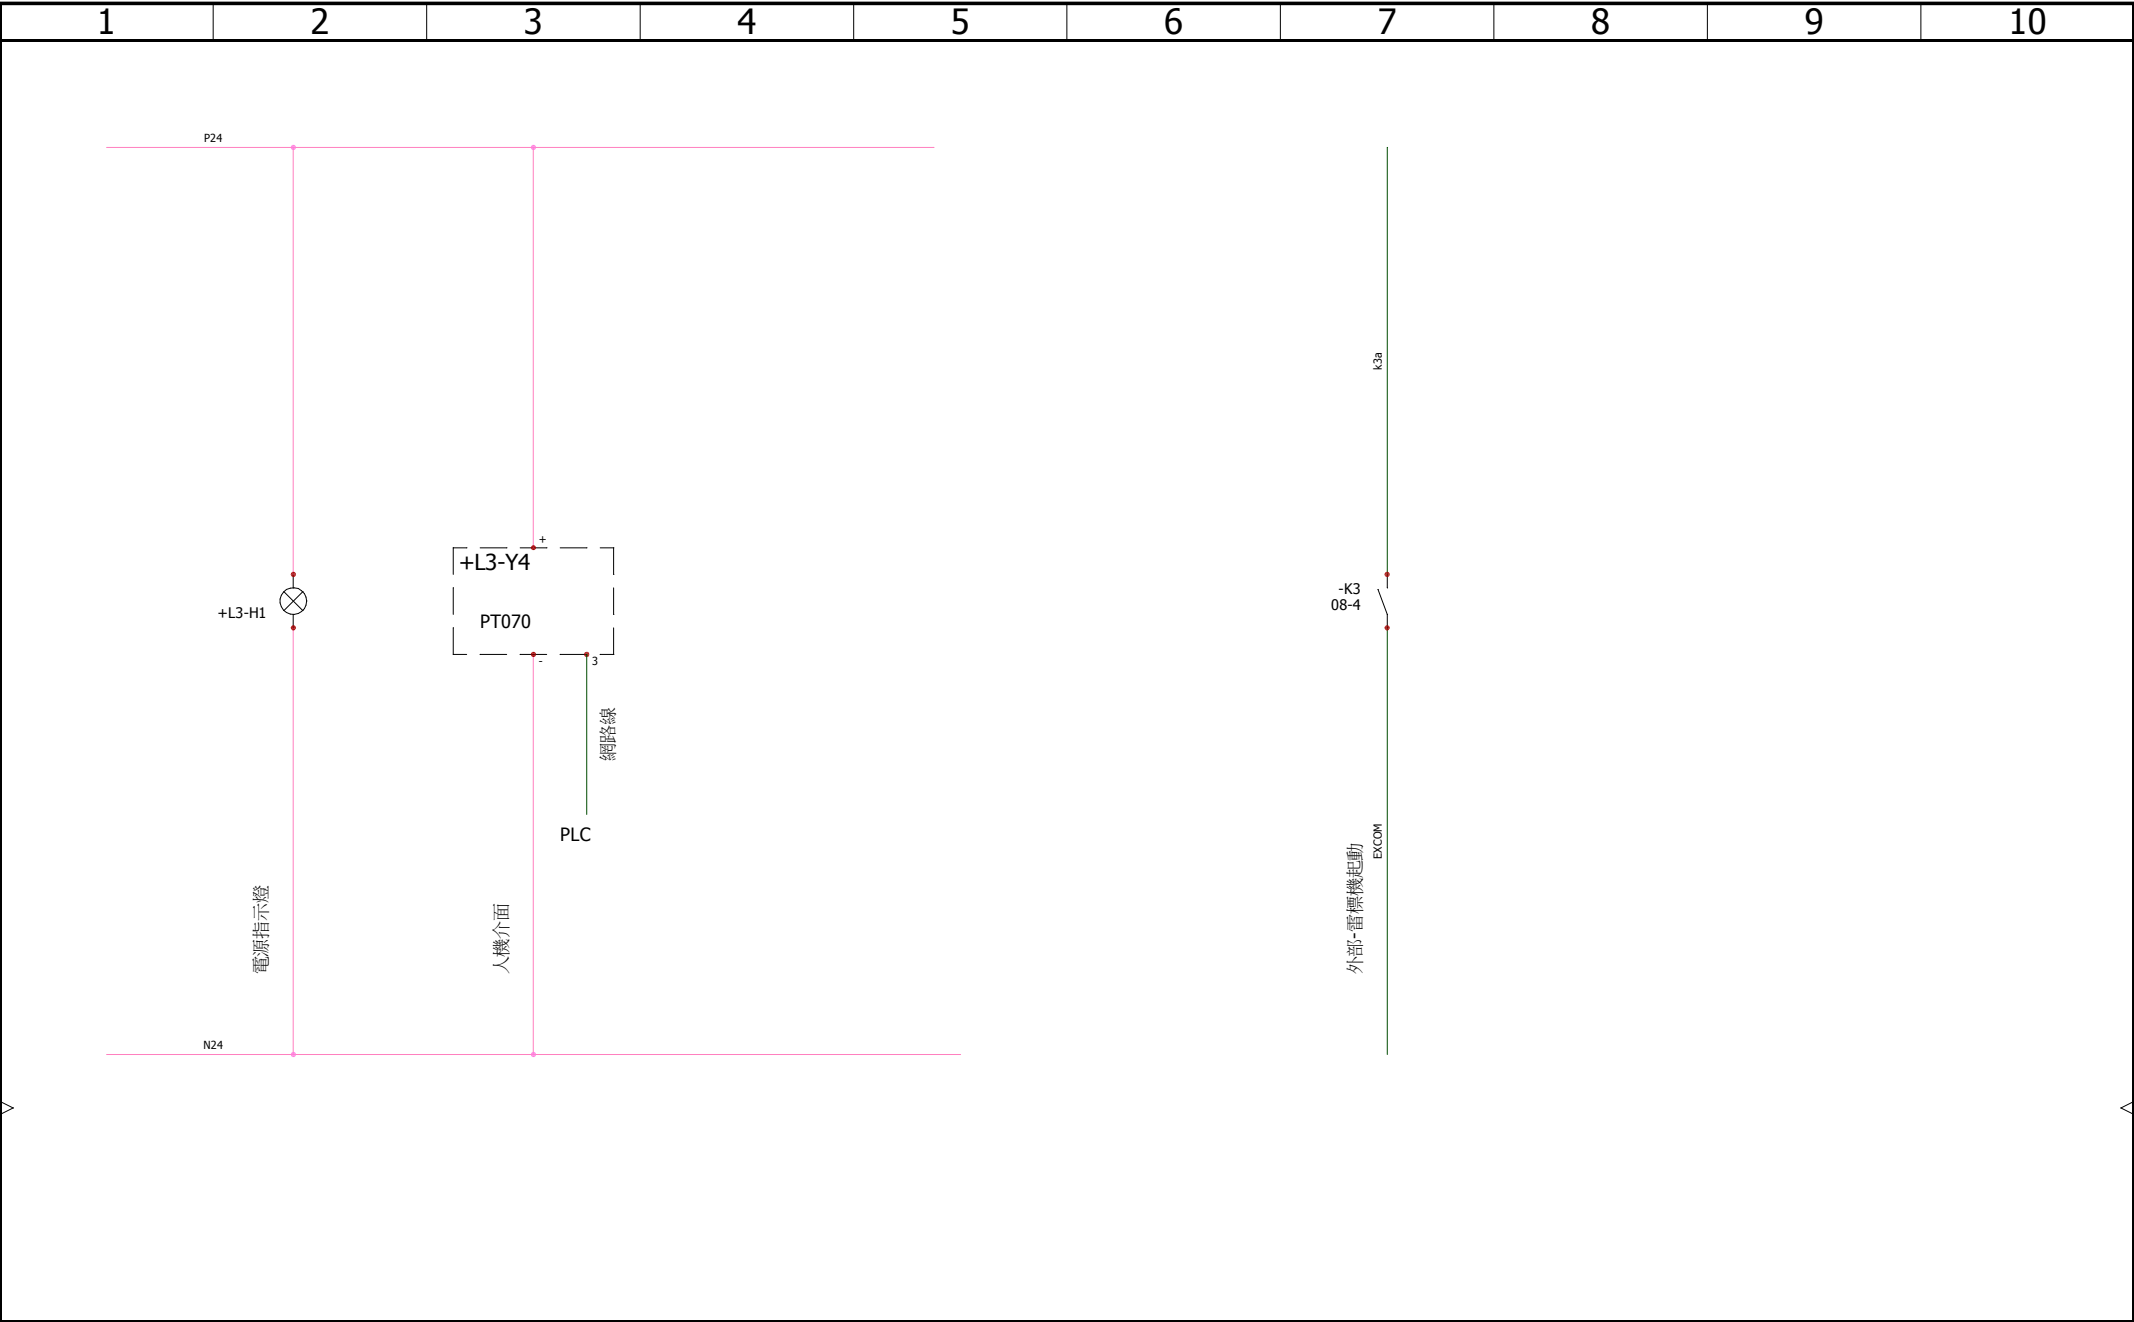 1 2 3 4 5 6 7 8 9 10
P24
k3a
+
+L3-Y4
-K3
08-4
+L3-H1
PT070
-
3
網路線
PLC
EXCOM
電源指示燈
人機介面
外部-雷標機起動
N24